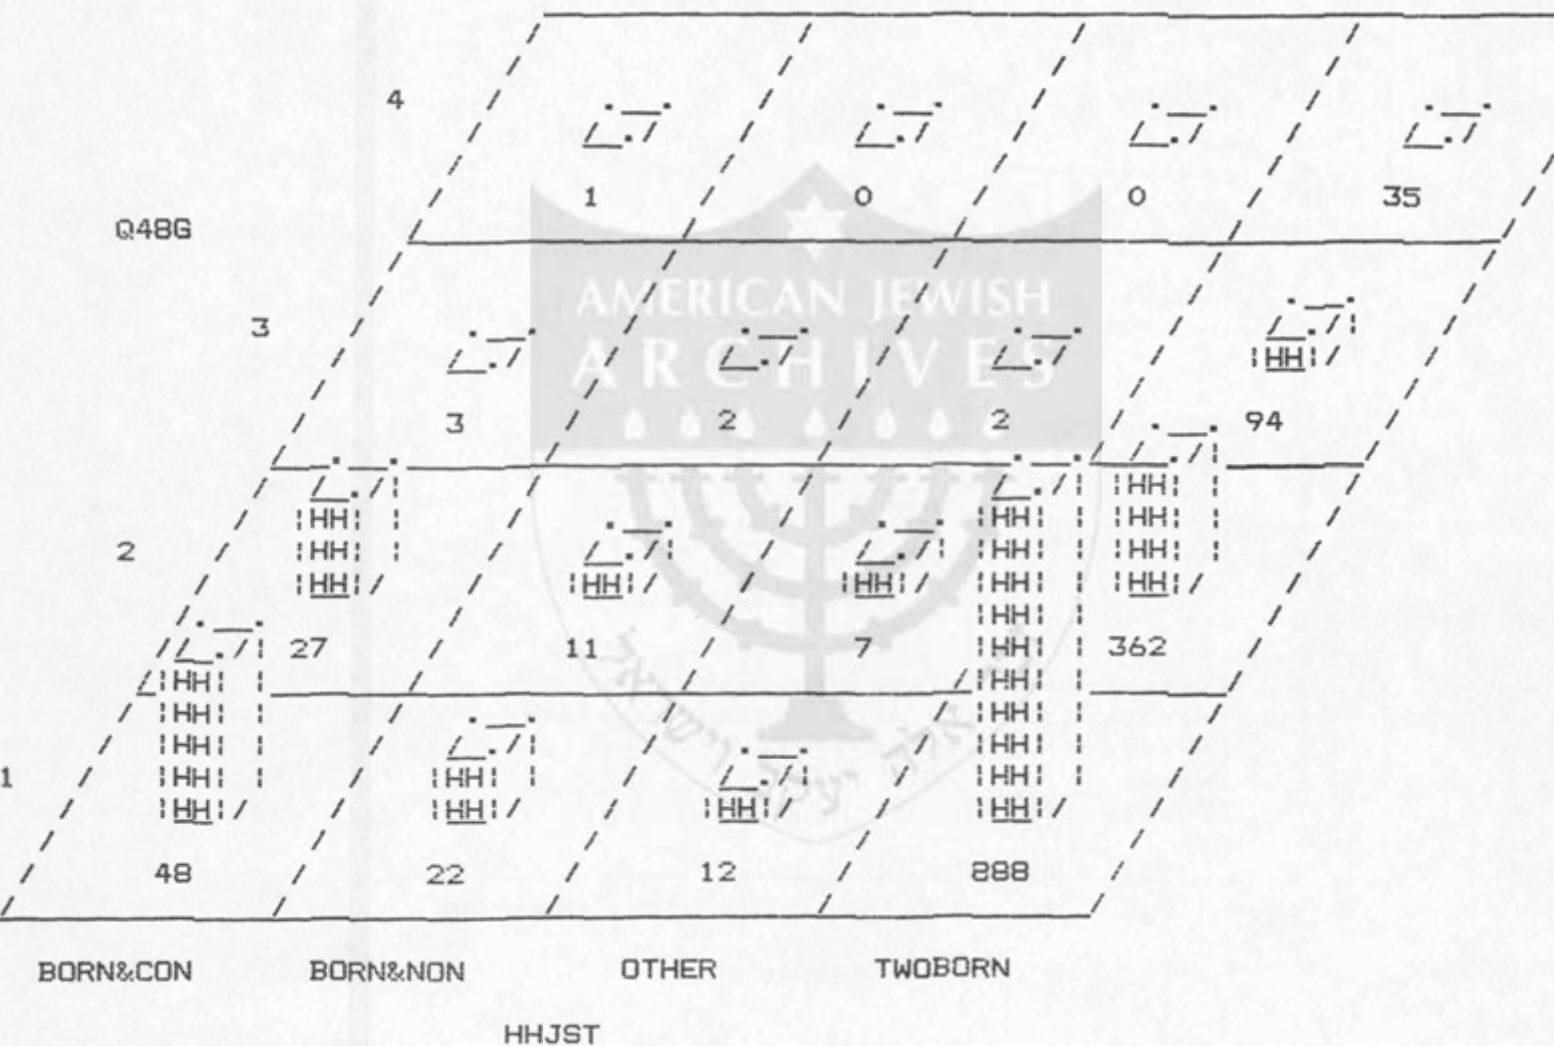 4
1 0 0 35
Q48G
AMERICAN JEWISH
ARCHIVES
3
3 2 2 94
2
27 11 7 362
1
48 22 12 888
BORN&CON BORN&NON OTHER TWOBORN
HHJST